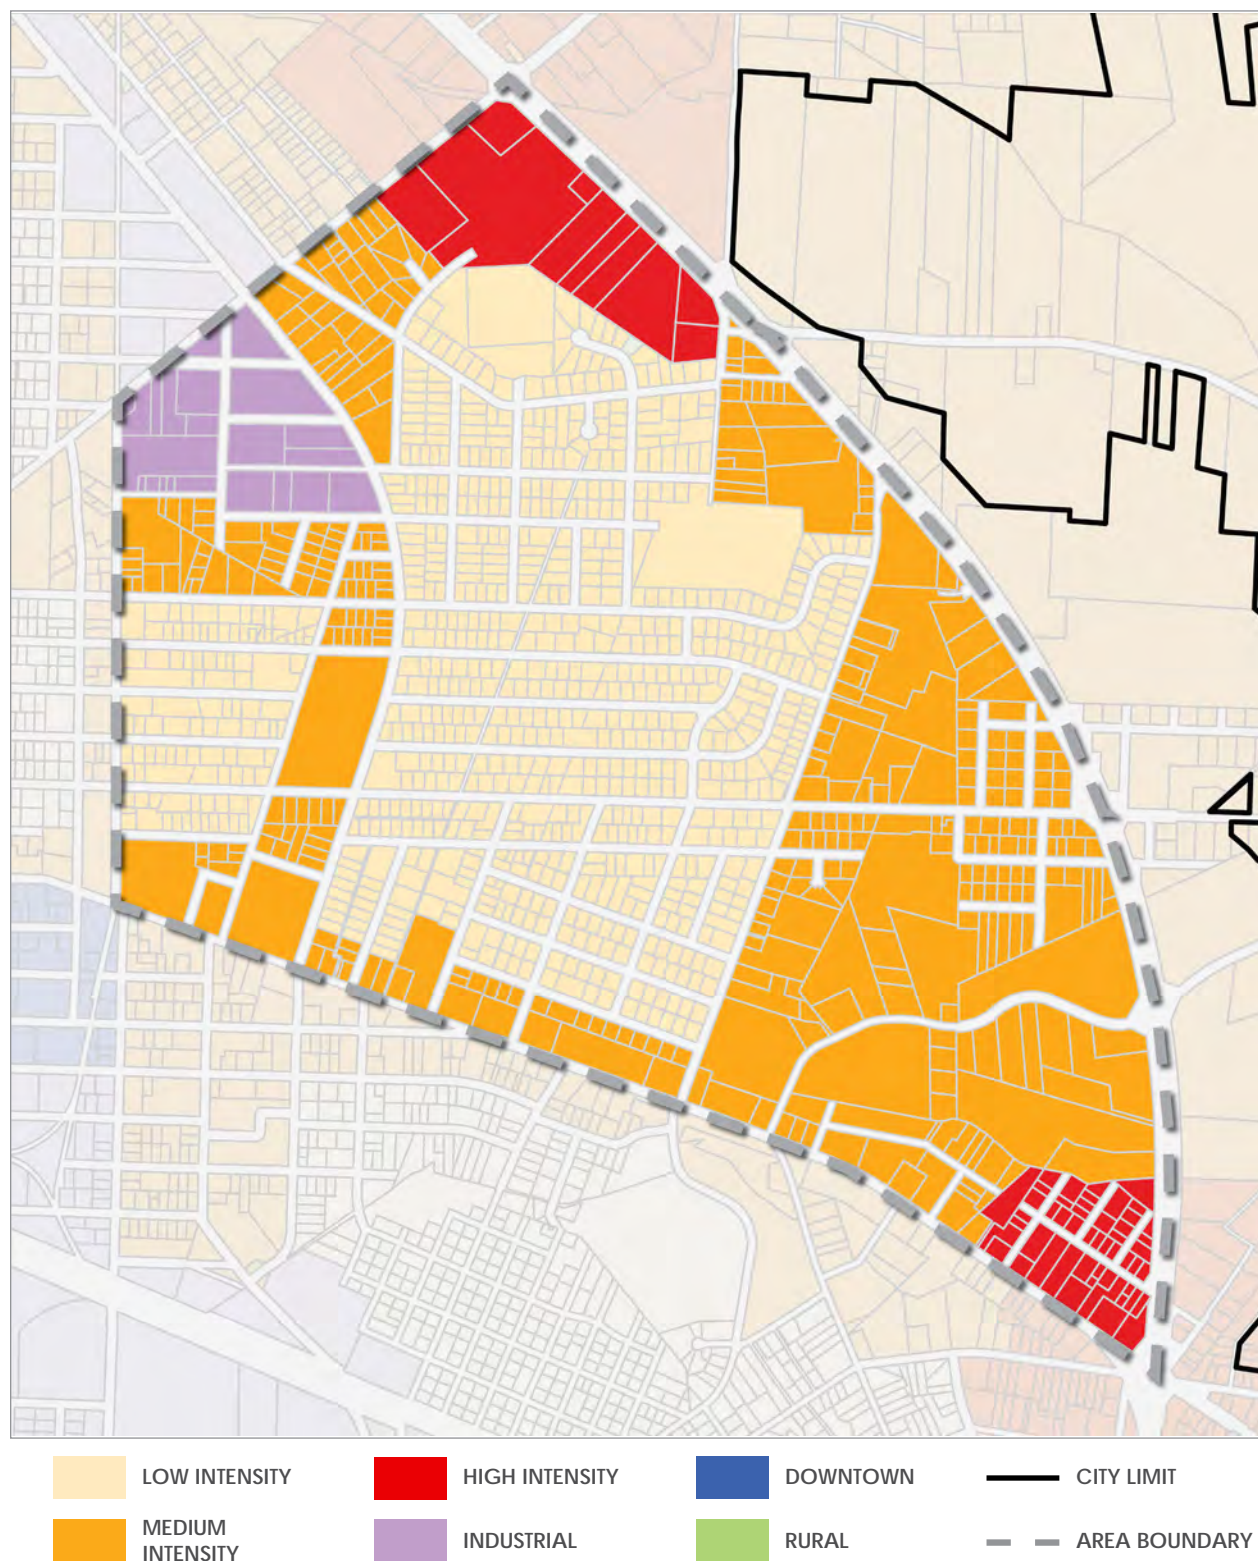 LOW INTENSITY
HIGH INTENSITY
DOWNTOWN
CITY LIMIT
MEDIUM
INTENSITY
INDUSTRIAL
RURAL
AREA BOUNDARY